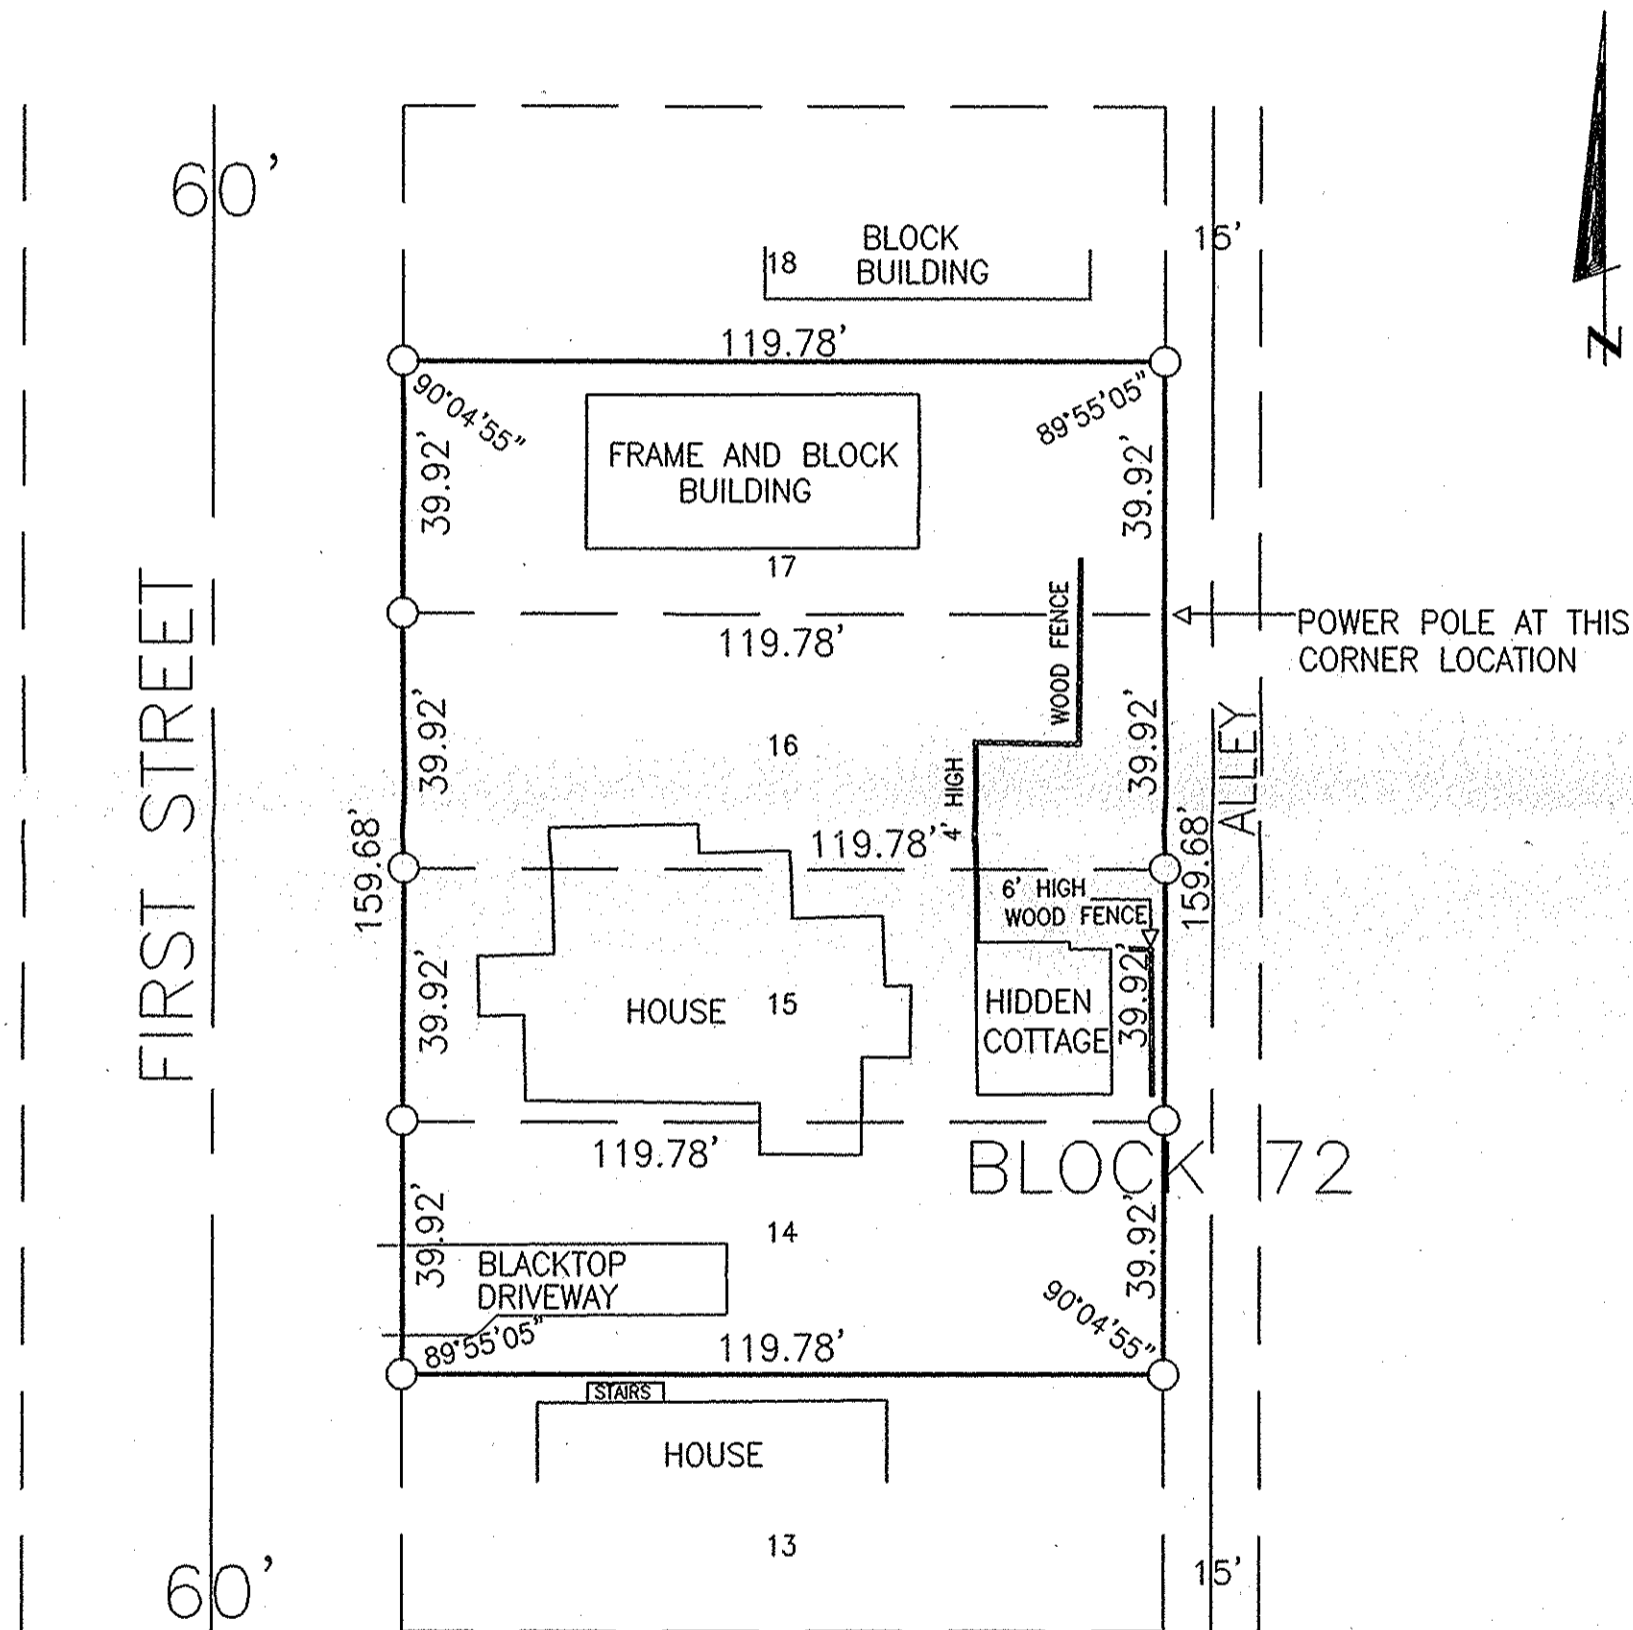 60'
15'
BLOCK
18 BUILDING
119.78'
90°04'55"
89°55'05"
39.92'
39.92'
FRAME AND BLOCK
BUILDING
17
WOOD FENCE
POWER POLE AT THIS
CORNER LOCATION
119.78'
FIRST STREET
39.92'
16
39.92'
4' HIGH
ALLEY
159.68'
119.78'
159.68'
6' HIGH
WOOD FENCE
39.92'
HOUSE 15
HIDDEN
COTTAGE
39.92'
119.78'
BLOCK 72
39.92'
14
39.92'
BLACKTOP
DRIVEWAY
89°55'05"
119.78'
90°04'55"
STAIRS
HOUSE
13
60'
15'
N